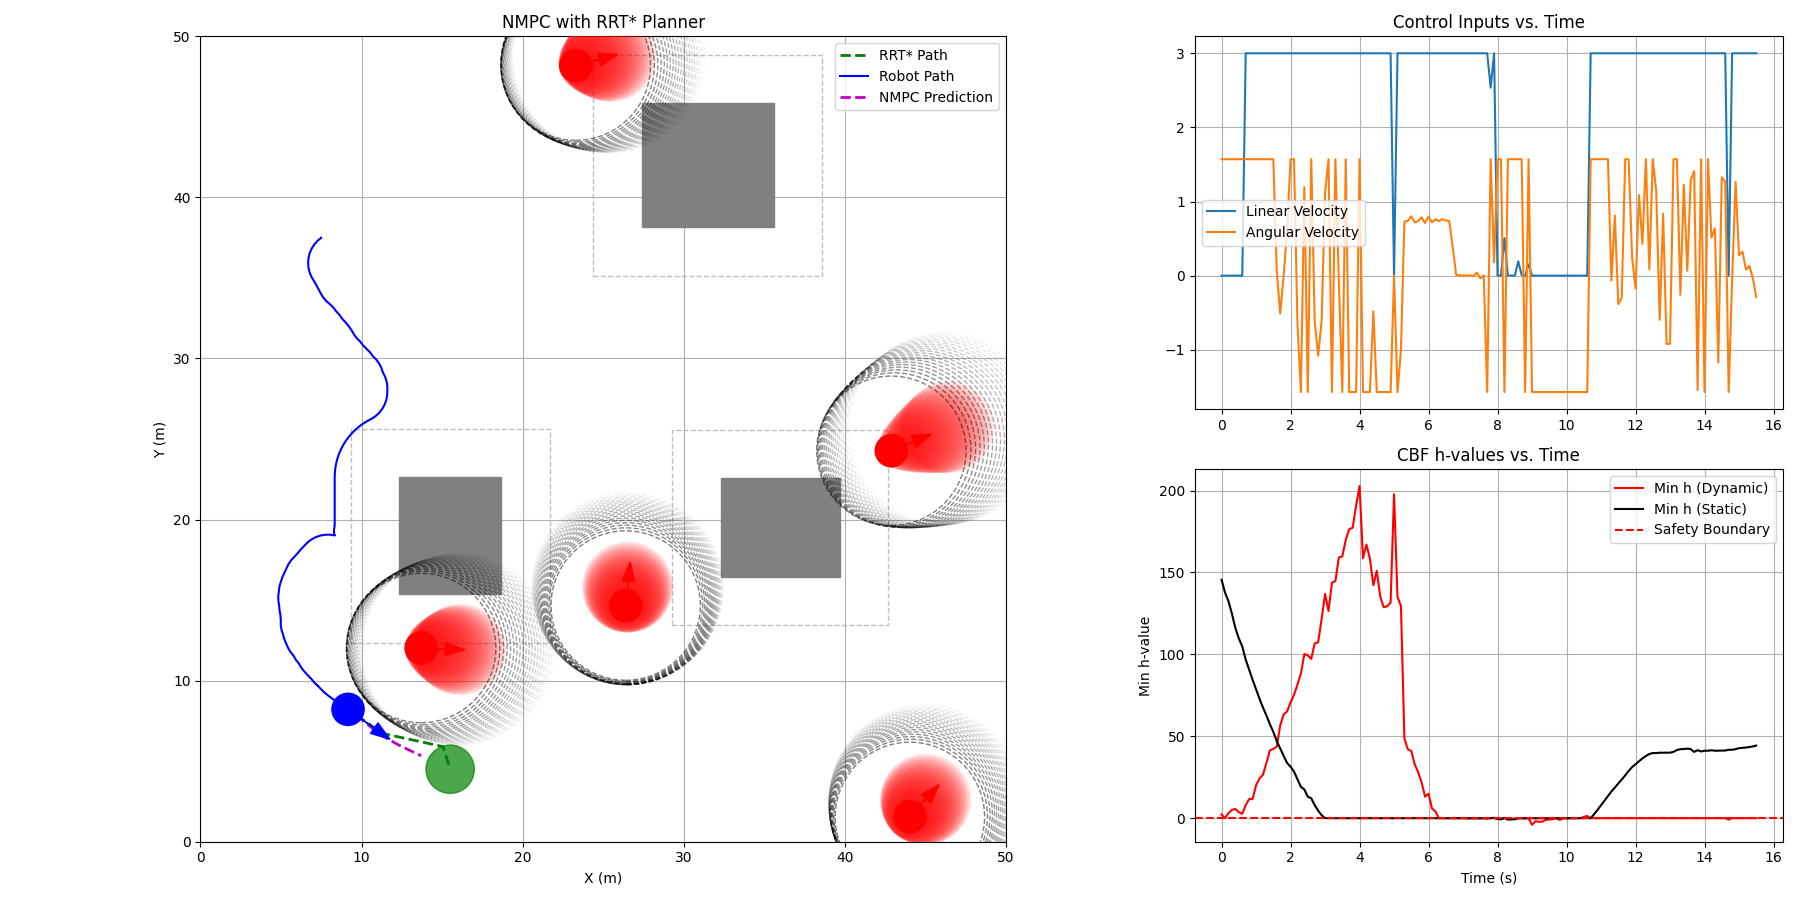 NMPC with RRT* Planner
50
40
30
20
10
0
Y (m)
0 10 20 30 40 50
X (m)
RRT* Path
Robot Path
NMPC Prediction
Control Inputs vs. Time
3
2
1
0
−1
Linear Velocity
Angular Velocity
0 2 4 6 8 10 12 14 16
CBF h-values vs. Time
200
150
100
50
0
Min h-value
Min h (Dynamic)
Min h (Static)
Safety Boundary
0 2 4 6 8 10 12 14 16
Time (s)